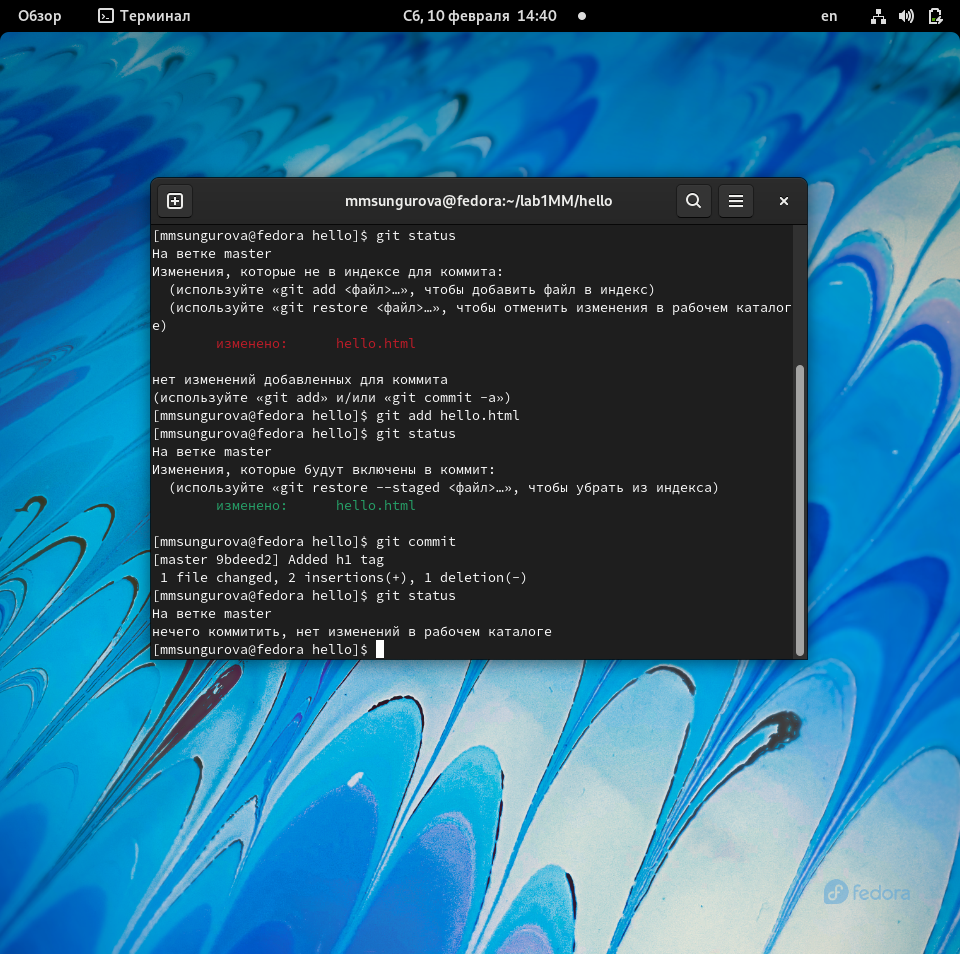 Обзор Терминал Сб, 10 февраля 14:40 en
mmsungurova@fedora:~/lab1MM/hello
[mmsungurova@fedora hello]$ git status
На ветке master
Изменения, которые не в индексе для коммита:
  (используйте «git add <файл>…», чтобы добавить файл в индекс)
  (используйте «git restore <файл>…», чтобы отменить изменения в рабочем каталог
е)
        изменено:      hello.html
нет изменений добавленных для коммита
(используйте «git add» и/или «git commit -a»)
[mmsungurova@fedora hello]$ git add hello.html
[mmsungurova@fedora hello]$ git status
На ветке master
Изменения, которые будут включены в коммит:
  (используйте «git restore --staged <файл>…», чтобы убрать из индекса)
        изменено:      hello.html
[mmsungurova@fedora hello]$ git commit
[master 9bdeed2] Added h1 tag
 1 file changed, 2 insertions(+), 1 deletion(-)
[mmsungurova@fedora hello]$ git status
На ветке master
нечего коммитить, нет изменений в рабочем каталоге
[mmsungurova@fedora hello]$
fedora